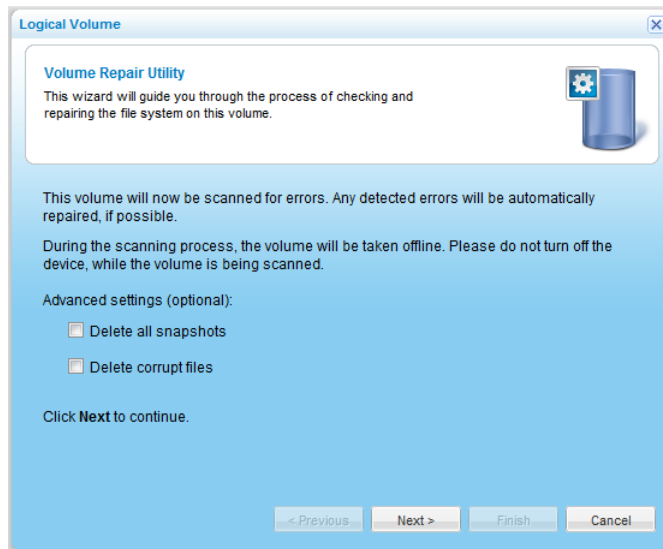 Logical Volume
Volume Repair Utility
This wizard will guide you through the process of checking and
repairing the file system on this volume.
This volume will now be scanned for errors. Any detected errors will be automatically
repaired, if possible.
During the scanning process, the volume will be taken offline. Please do not turn off the
device, while the volume is being scanned.
Advanced settings (optional):
Delete all snapshots
Delete corrupt files
Click Next to continue.
< Previous
Next >
Finish
Cancel